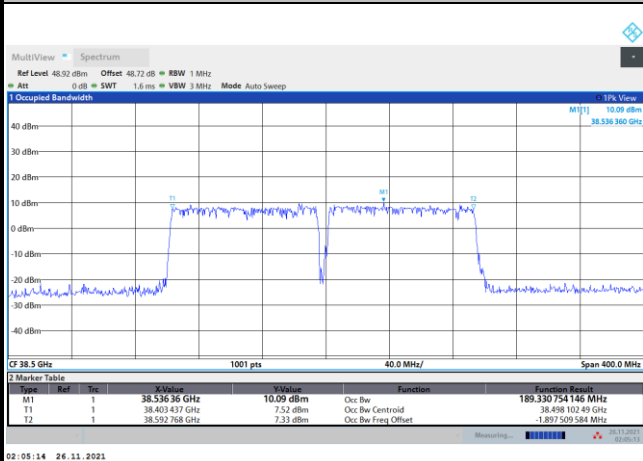 MultiView Spectrum
Ref Level 48.92 dBm Offset 48.72 dB RBW 1 MHz
Att 0 dB SWT 1.6 ms VBW 3 MHz Mode Auto Sweep
1 Occupied Bandwidth 1Pk View
M1[1] 10.09 dBm
38.536 360 GHz
40 dBm
30 dBm
20 dBm
10 dBm
T1 M1 T2
0 dBm
-10 dBm
-20 dBm
-30 dBm
-40 dBm
CF 38.5 GHz 1001 pts 40.0 MHz/ Span 400.0 MHz
2 Marker Table
Type Ref Trc X-Value Y-Value Function Function Result
M1 1 38.536 36 GHz 10.09 dBm Occ Bw 189.330 754 146 MHz
T1 1 38.403 437 GHz 7.52 dBm Occ Bw Centroid 38.498 102 49 GHz
T2 1 38.592 768 GHz 7.33 dBm Occ Bw Freq Offset -1.897 509 584 MHz
Measuring... 26.11.2021
02:05:13
02:05:14 26.11.2021